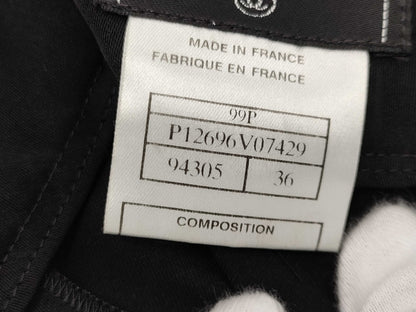 MADE IN FRANCE
FABRIQUE EN FRANCE
99P
P12696V07429
94305 36
COMPOSITION